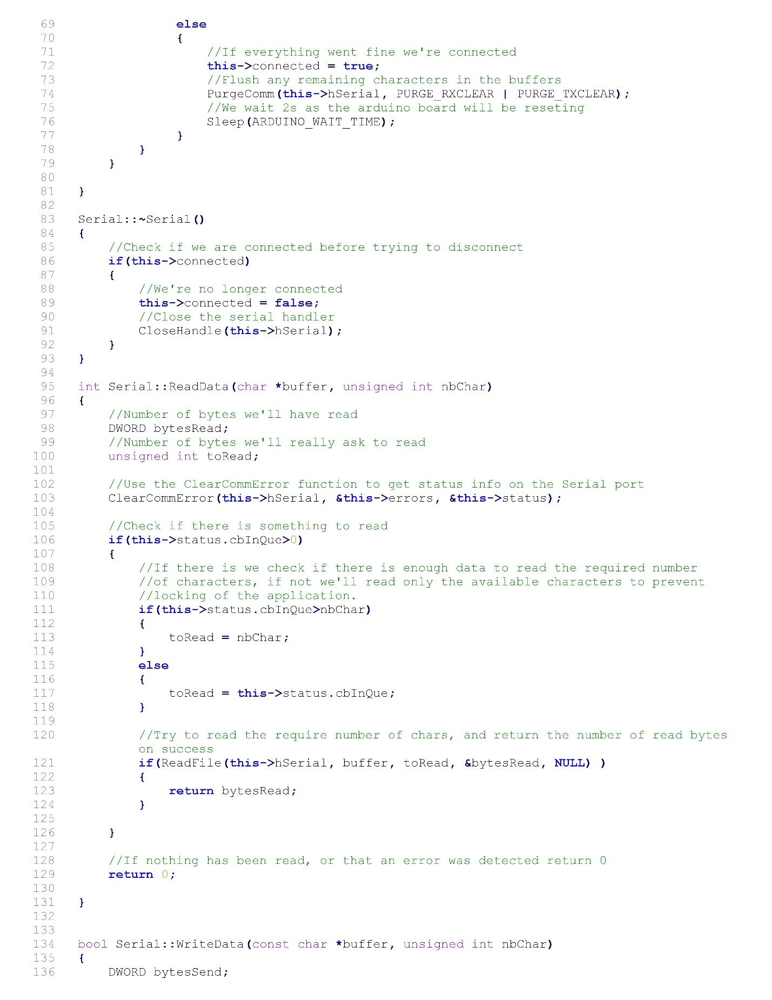 69 else
70 {
71 //If everything went fine we're connected
72 this->connected = true;
73 //Flush any remaining characters in the buffers
74 PurgeComm(this->hSerial, PURGE_RXCLEAR | PURGE_TXCLEAR);
75 //We wait 2s as the arduino board will be reseting
76 Sleep(ARDUINO_WAIT_TIME);
77 }
78 }
79 }
80
81 }
82
83 Serial::~Serial()
84 {
85 //Check if we are connected before trying to disconnect
86 if(this->connected)
87 {
88 //We're no longer connected
89 this->connected = false;
90 //Close the serial handler
91 CloseHandle(this->hSerial);
92 }
93 }
94
95 int Serial::ReadData(char *buffer, unsigned int nbChar)
96 {
97 //Number of bytes we'll have read
98 DWORD bytesRead;
99 //Number of bytes we'll really ask to read
100 unsigned int toRead;
101
102 //Use the ClearCommError function to get status info on the Serial port
103 ClearCommError(this->hSerial, &this->errors, &this->status);
104
105 //Check if there is something to read
106 if(this->status.cbInQue>0)
107 {
108 //If there is we check if there is enough data to read the required number
109 //of characters, if not we'll read only the available characters to prevent
110 //locking of the application.
111 if(this->status.cbInQue>nbChar)
112 {
113 toRead = nbChar;
114 }
115 else
116 {
117 toRead = this->status.cbInQue;
118 }
119
120 //Try to read the require number of chars, and return the number of read bytes
on success
121 if(ReadFile(this->hSerial, buffer, toRead, &bytesRead, NULL) )
122 {
123 return bytesRead;
124 }
125
126 }
127
128 //If nothing has been read, or that an error was detected return 0
129 return 0;
130
131 }
132
133
134 bool Serial::WriteData(const char *buffer, unsigned int nbChar)
135 {
136 DWORD bytesSend;